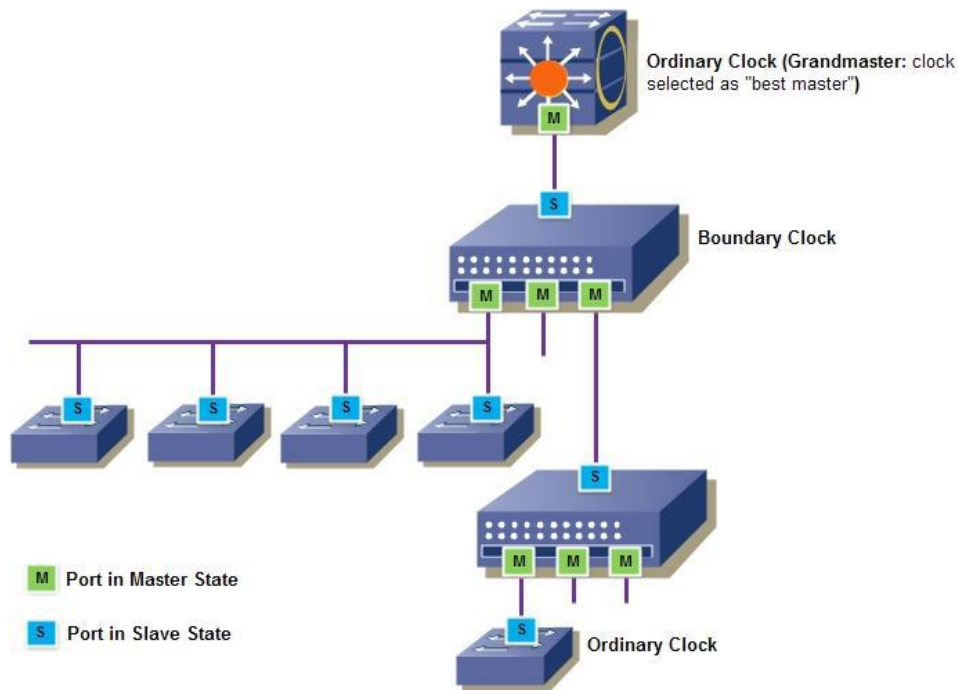 Ordinary Clock (Grandmaster: clock
selected as "best master")
M
S
Boundary Clock
M M M
S S S S
S
M M M
M Port in Master State
S Port in Slave State
S
Ordinary Clock